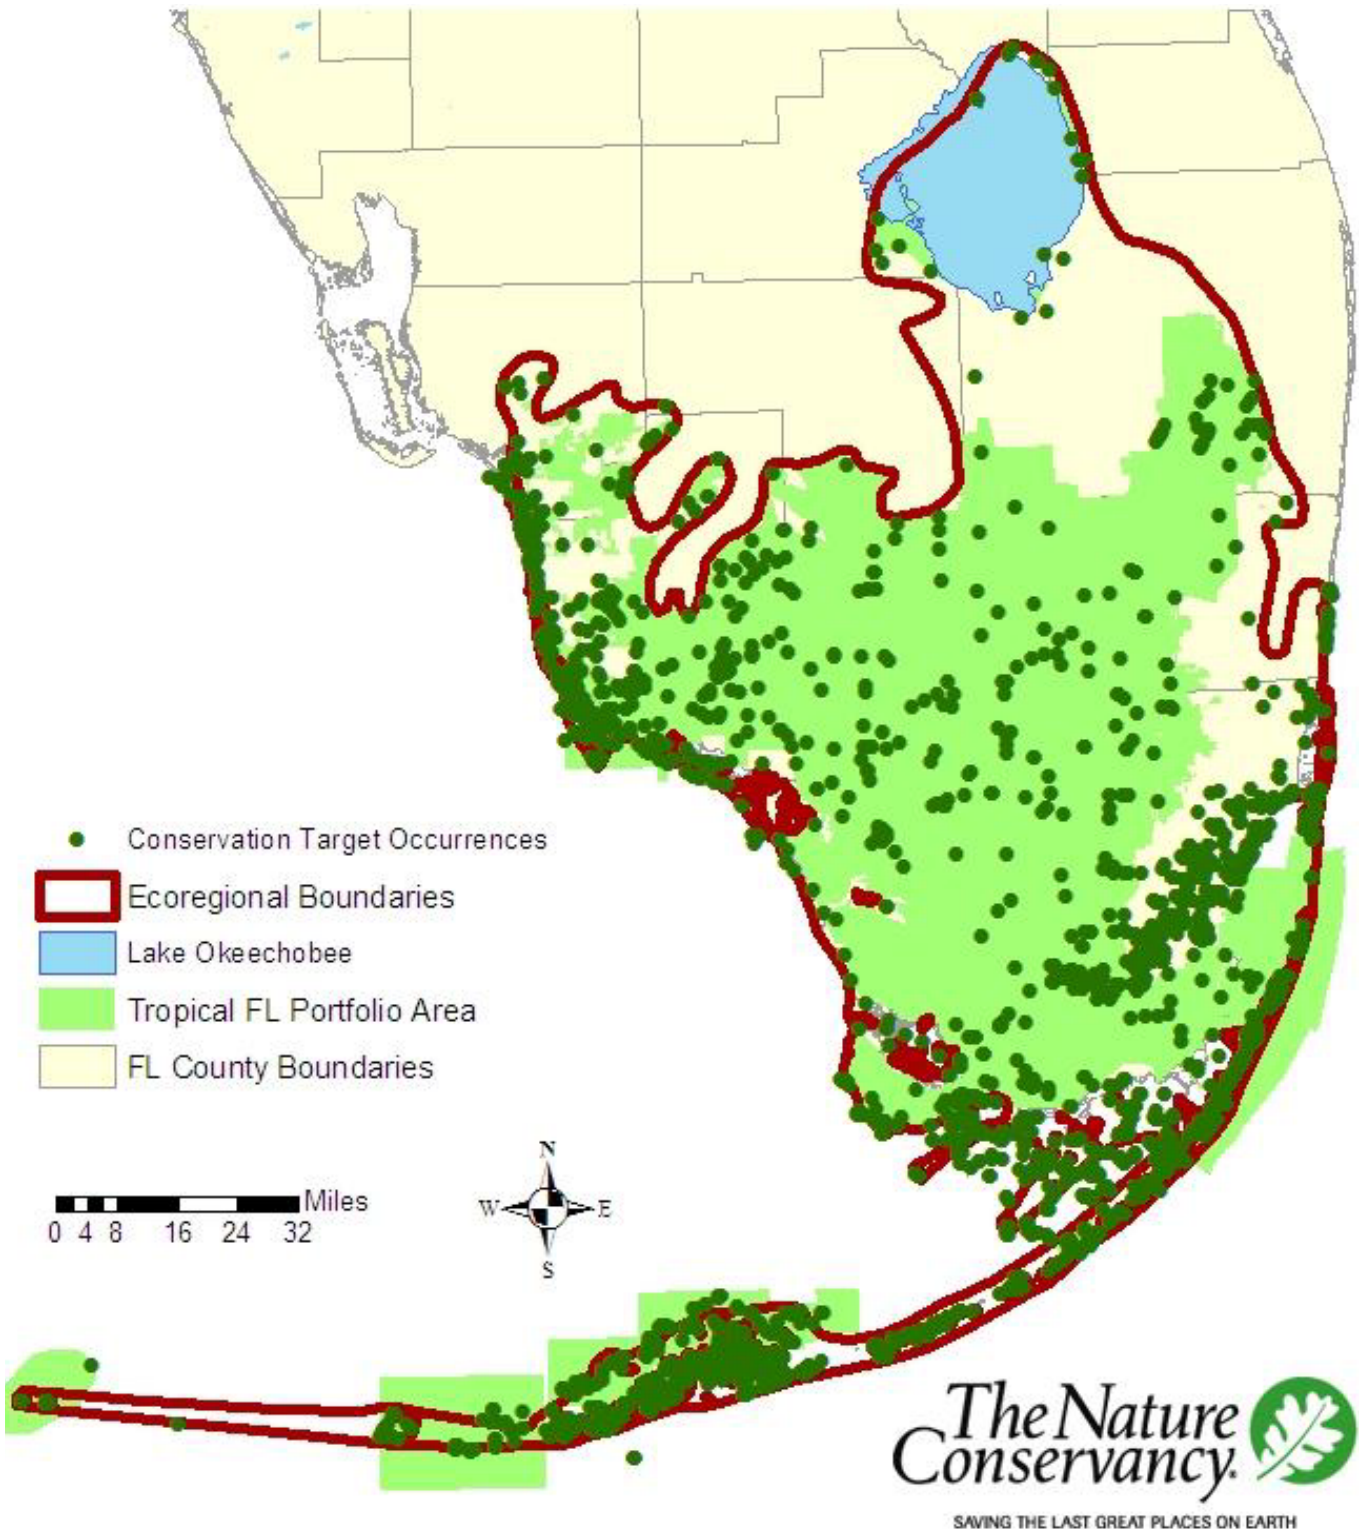 Conservation Target Occurrences
Ecoregional Boundaries
Lake Okeechobee
Tropical FL Portfolio Area
FL County Boundaries
N
W E
S
Miles
0 4 8 16 24 32
The Nature
Conservancy.
SAVING THE LAST GREAT PLACES ON EARTH